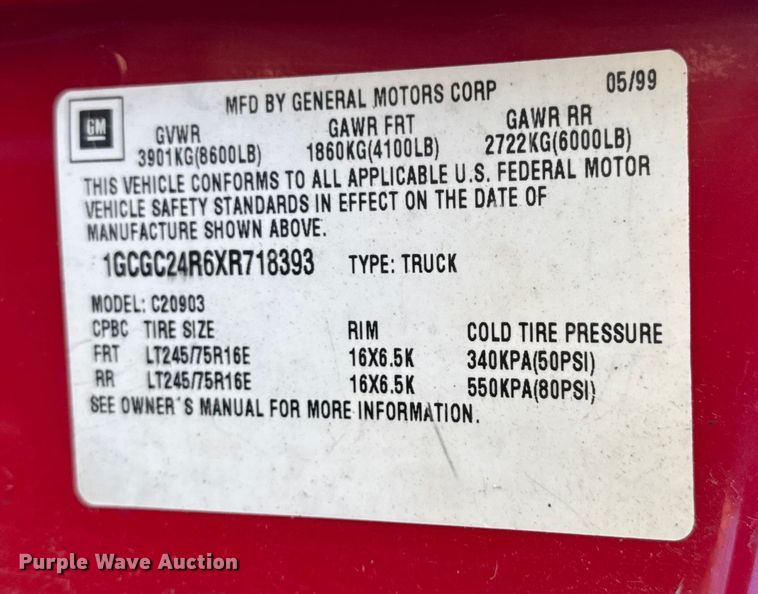 MFD BY GENERAL MOTORS CORP 05/99
GM
GVWR GAWR FRT GAWR RR
3901KG(8600LB) 1860KG(4100LB) 2722KG(6000LB)
THIS VEHICLE CONFORMS TO ALL APPLICABLE U.S. FEDERAL MOTOR
VEHICLE SAFETY STANDARDS IN EFFECT ON THE DATE OF
MANUFACTURE SHOWN ABOVE.
1GCGC24R6XR718393 TYPE: TRUCK
MODEL: C20903
CPBC TIRE SIZE RIM COLD TIRE PRESSURE
FRT LT245/75R16E 16X6.5K 340KPA(50PSI)
RR LT245/75R16E 16X6.5K 550KPA(80PSI)
SEE OWNER'S MANUAL FOR MORE INFORMATION.
Purple Wave Auction